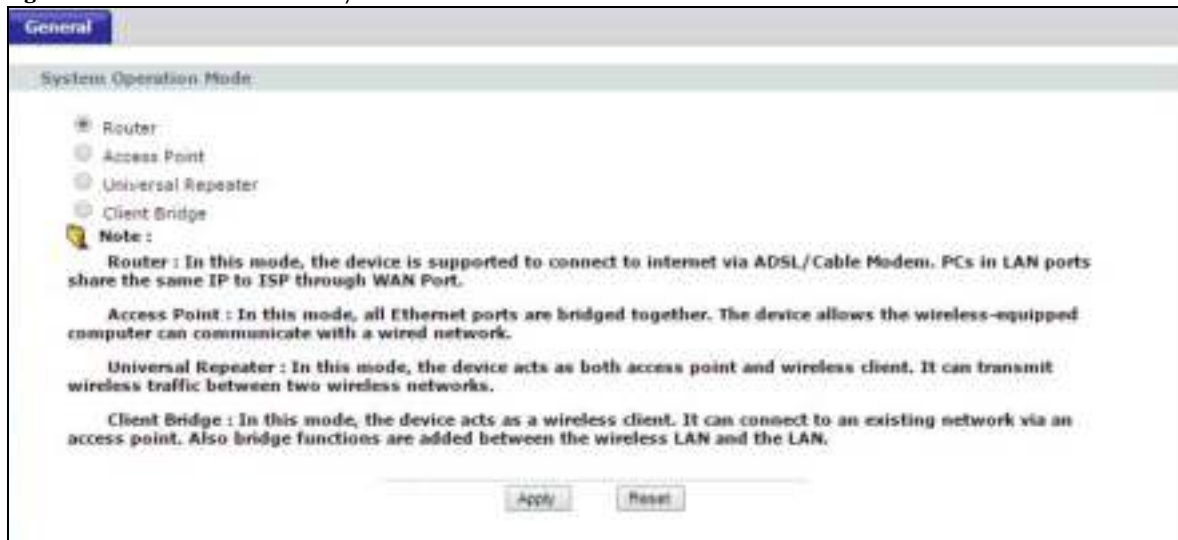 General
System Operation Mode
Router
Access Point
Universal Repeater
Client Bridge
Note :
Router : In this mode, the device is supported to connect to internet via ADSL/Cable Modem. PCs in LAN ports
share the same IP to ISP through WAN Port.
Access Point : In this mode, all Ethernet ports are bridged together. The device allows the wireless-equipped
computer can communicate with a wired network.
Universal Repeater : In this mode, the device acts as both access point and wireless client. It can transmit
wireless traffic between two wireless networks.
Client Bridge : In this mode, the device acts as a wireless client. It can connect to an existing network via an
access point. Also bridge functions are added between the wireless LAN and the LAN.
Apply Reset